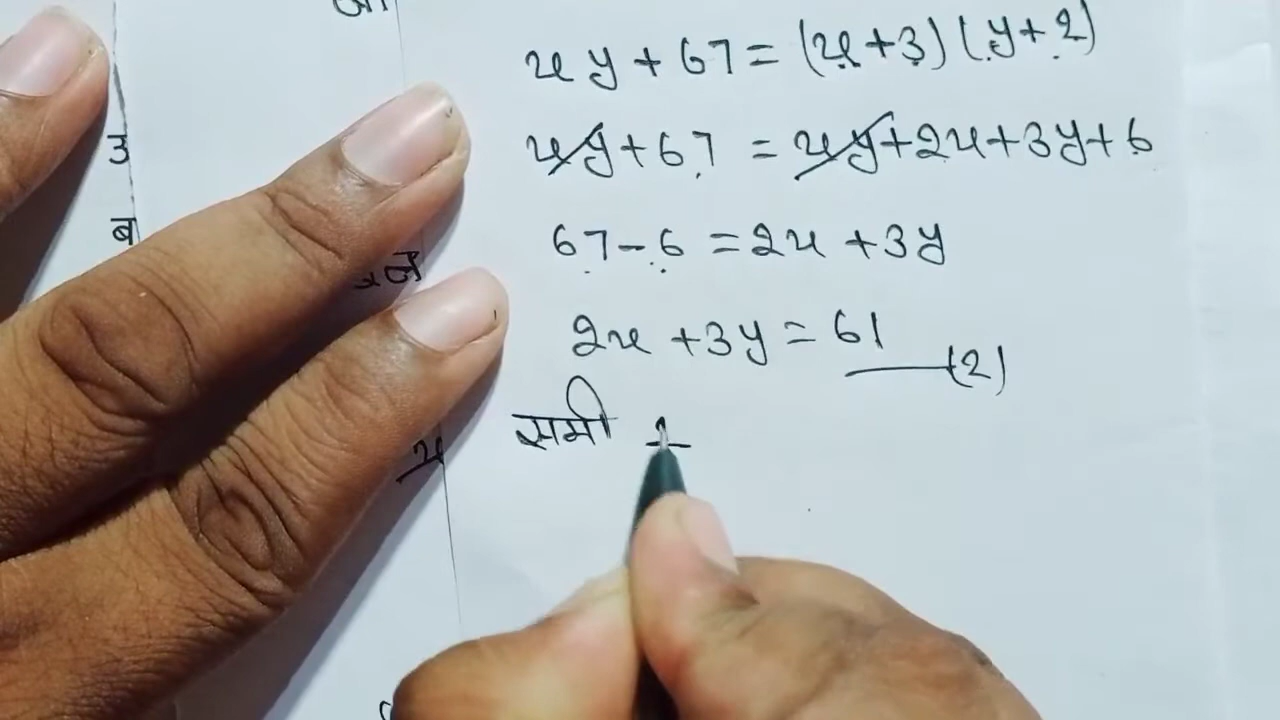 xy + 67 = (x + 3) (y + 2)
xy + 67 = xy + 2x + 3y + 6
67 - 6 = 2x + 3y
2x + 3y = 61 (2)
समी 1
उ
ब